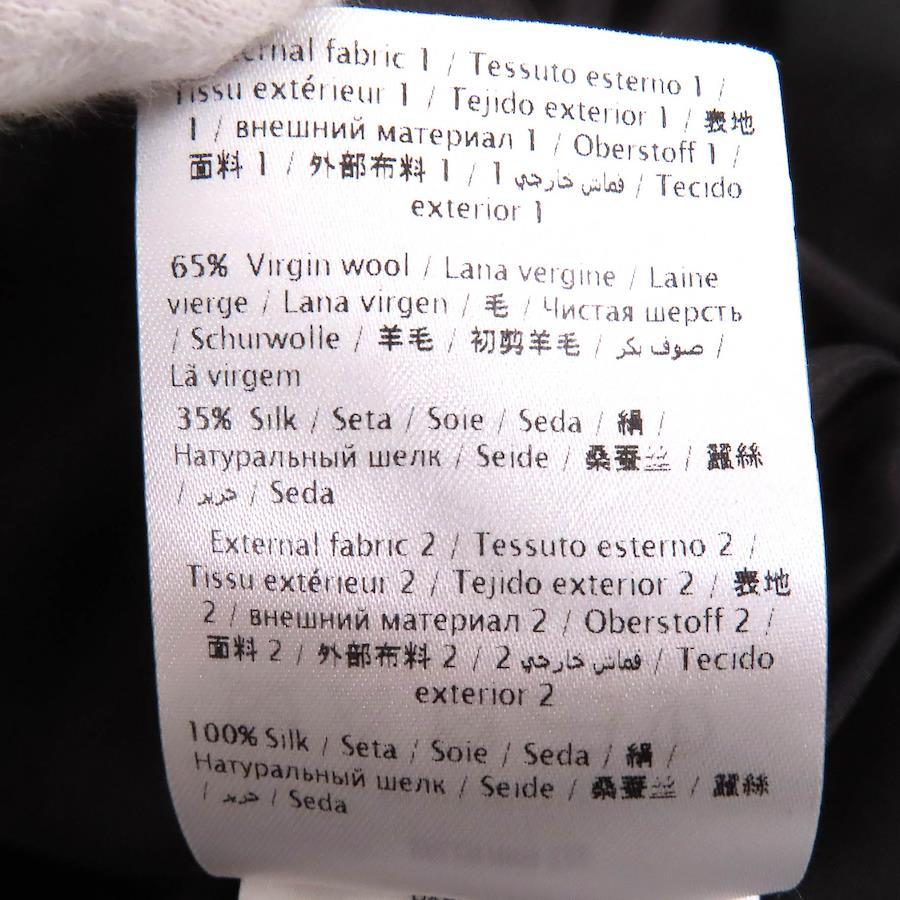 External fabric 1 / Tessuto esterno 1 /
Tissu extérieur 1 / Tejido exterior 1 / 表地
1 / внешний материал 1 / Oberstoff 1 /
面料 1 / 外部布料 1 / 1 قماش خارجي / Tecido
exterior 1
65% Virgin wool / Lana vergine / Laine
vierge / Lana virgen / 毛 / Чистая шерсть
/ Schurwolle / 羊毛 / 初剪羊毛 / صوف بكر /
Lã virgem
35% Silk / Seta / Soie / Seda / 絹 /
Натуральный шелк / Seide / 桑蚕丝 / 蠶絲
/ حرير / Seda
External fabric 2 / Tessuto esterno 2 /
Tissu extérieur 2 / Tejido exterior 2 / 表地
2 / внешний материал 2 / Oberstoff 2 /
面料 2 / 外部布料 2 / 2 قماش خارجي / Tecido
exterior 2
100% Silk / Seta / Soie / Seda / 絹 /
Натуральный шелк / Seide / 桑蚕丝 / 蠶絲
/ حرير / Seda